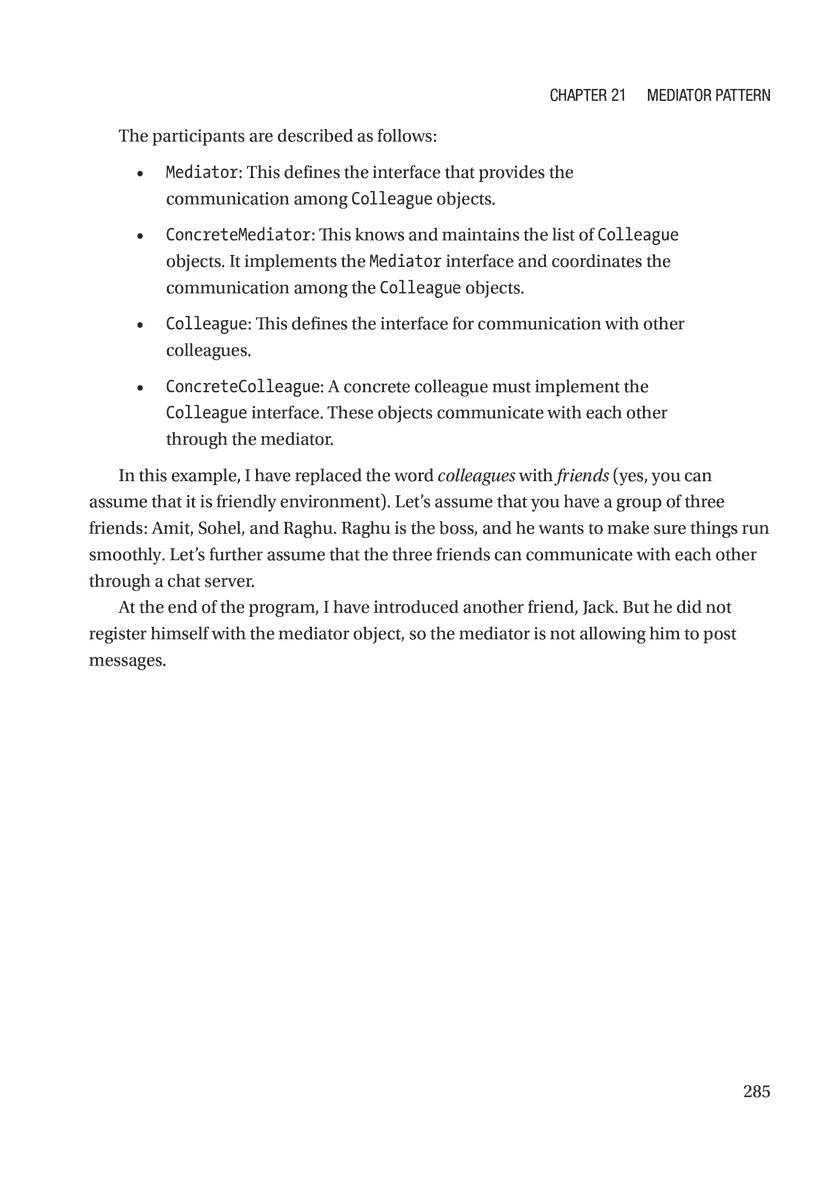 CHAPTER 21 MEDIATOR PATTERN
The participants are described as follows:
• Mediator: This defines the interface that provides the
communication among Colleague objects.
• ConcreteMediator: This knows and maintains the list of Colleague
objects. It implements the Mediator interface and coordinates the
communication among the Colleague objects.
• Colleague: This defines the interface for communication with other
colleagues.
• ConcreteColleague: A concrete colleague must implement the
Colleague interface. These objects communicate with each other
through the mediator.
In this example, I have replaced the word colleagues with friends (yes, you can
assume that it is friendly environment). Let’s assume that you have a group of three
friends: Amit, Sohel, and Raghu. Raghu is the boss, and he wants to make sure things run
smoothly. Let’s further assume that the three friends can communicate with each other
through a chat server.
At the end of the program, I have introduced another friend, Jack. But he did not
register himself with the mediator object, so the mediator is not allowing him to post
messages.
285